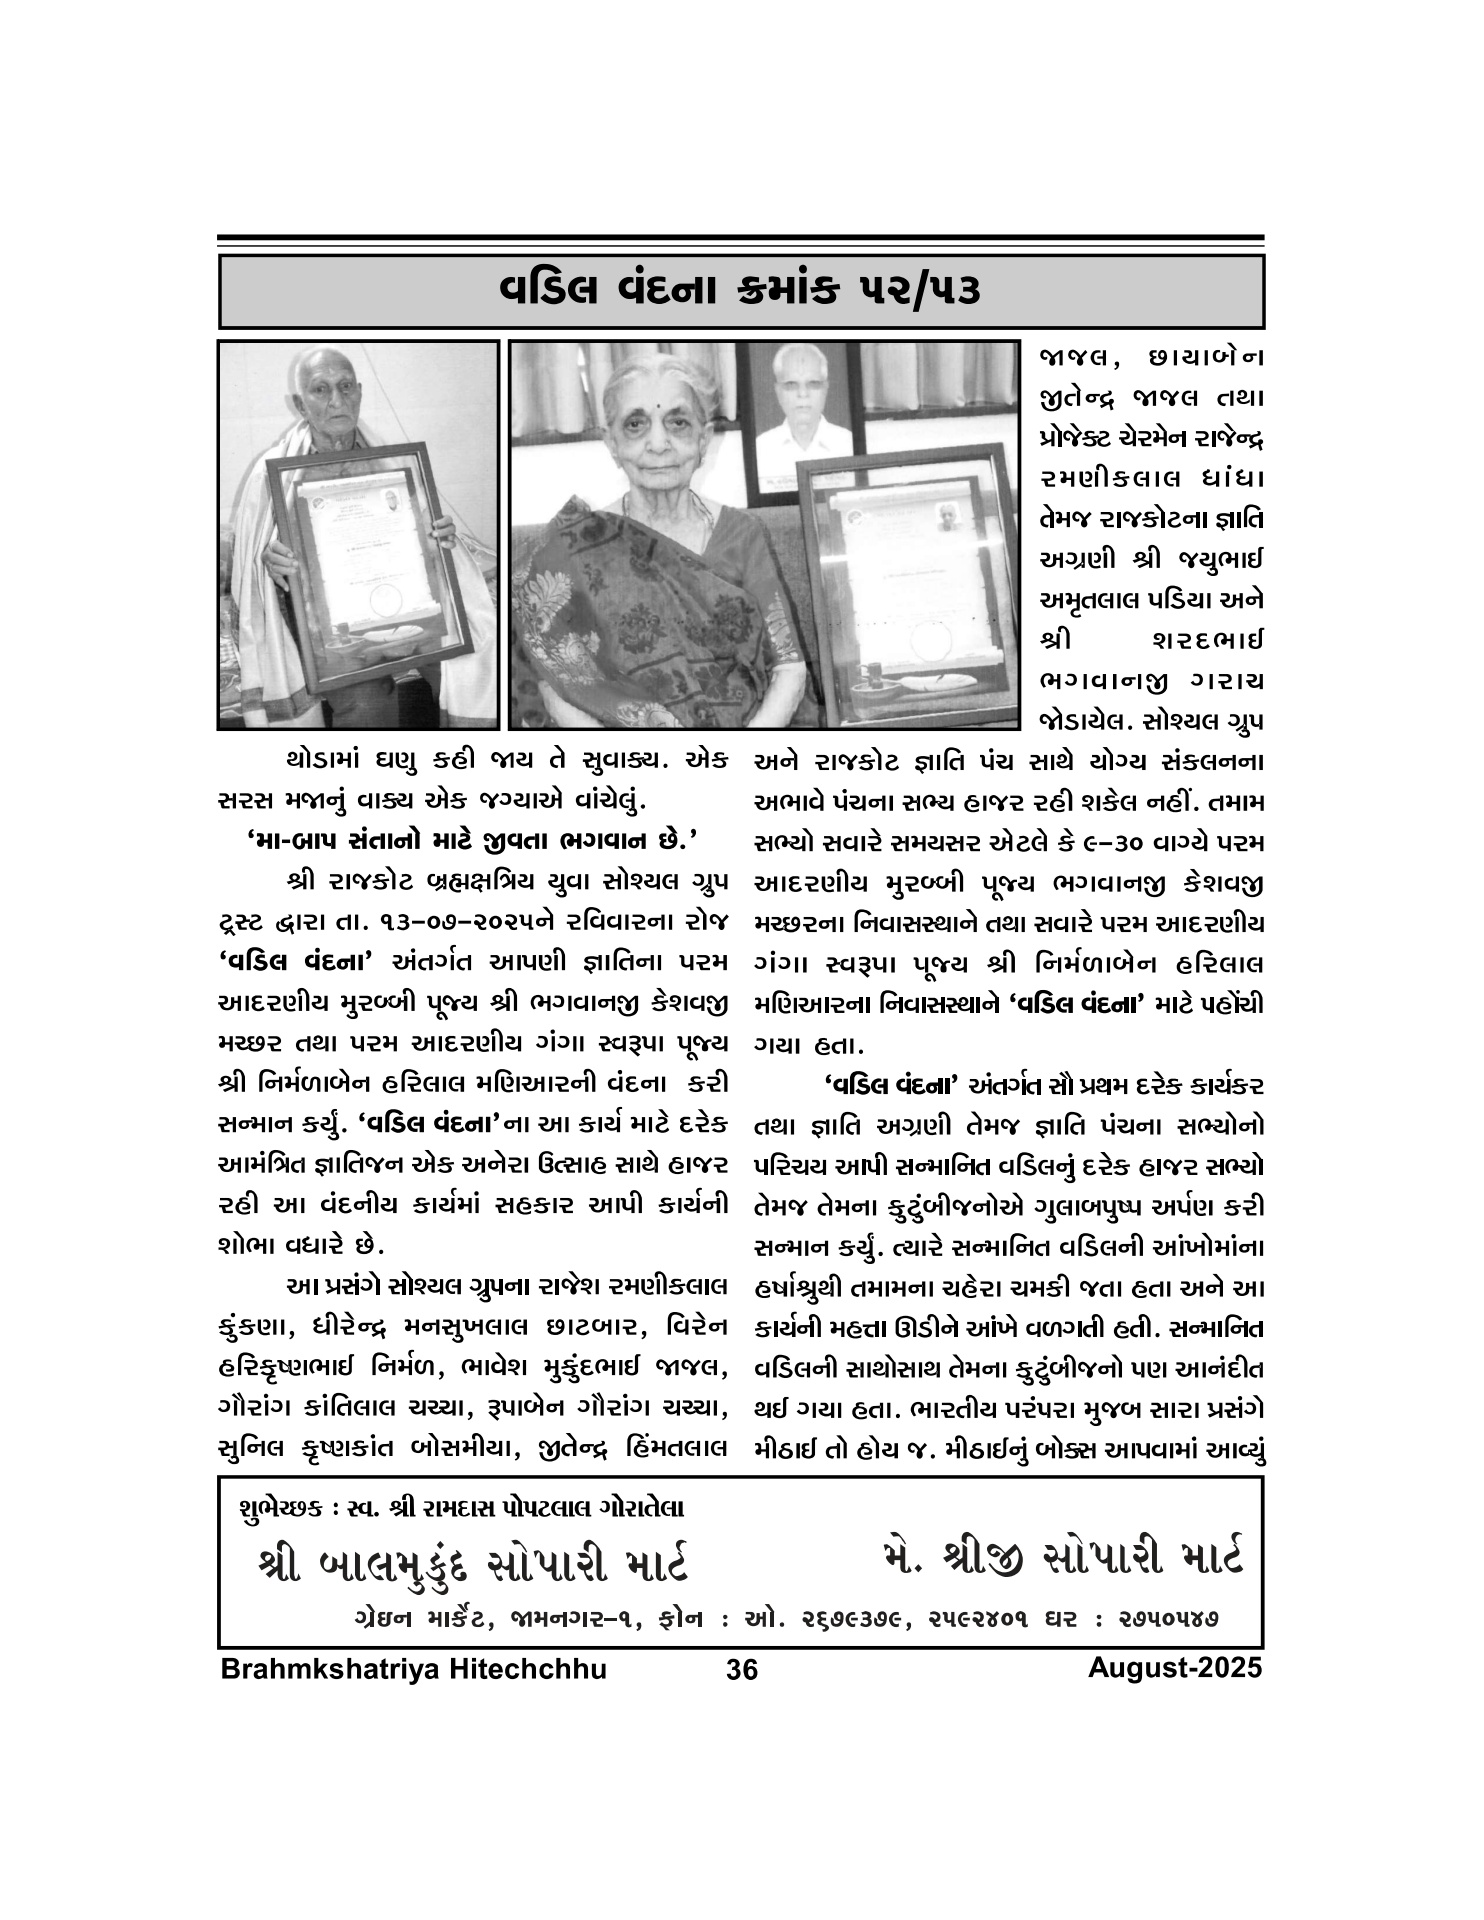 વડિલ વંદના ક્રમાંક ૫૨/૫૩
થોડામાં ઘણુ કહી જાય તે સુવાક્ય. એક
સરસ મજાનું વાક્ય એક જગ્યાએ વાંચેલું.
‘મા-બાપ સંતાનો માટે જીવતા ભગવાન છે.’
શ્રી રાજકોટ બ્રહ્મક્ષત્રિય યુવા સોશ્યલ ગ્રુપ
ટ્રસ્ટ દ્વારા તા. ૧૩–૦૭–૨૦૨૫ને રવિવારના રોજ
‘વડિલ વંદના’ અંતર્ગત આપણી જ્ઞાતિના પરમ
આદરણીય મુરબ્બી પૂજ્ય શ્રી ભગવાનજી કેશવજી
મચ્છર તથા પરમ આદરણીય ગંગા સ્વરૂપા પૂજ્ય
શ્રી નિર્મળાબેન હરિલાલ મણિઆરની વંદના કરી
સન્માન કર્યું. ‘વડિલ વંદના’ના આ કાર્ય માટે દરેક
આમંત્રિત જ્ઞાતિજન એક અનેરા ઉત્સાહ સાથે હાજર
રહી આ વંદનીય કાર્યમાં સહકાર આપી કાર્યની
શોભા વધારે છે.
આ પ્રસંગે સોશ્યલ ગ્રુપના રાજેશ રમણીકલાલ
કુંકણા, ધીરેન્દ્ર મનસુખલાલ છાટબાર, વિરેન
હરિકૃષ્ણભાઈ નિર્મળ, ભાવેશ મુકુંદભાઈ જાજલ,
ગૌરાંગ કાંતિલાલ ચચ્ચા, રૂપાબેન ગૌરાંગ ચચ્ચા,
સુનિલ કૃષ્ણકાંત બોસમીયા, જીતેન્દ્ર હિંમતલાલ
જાજલ, છાયાબેન
જીતેન્દ્ર જાજલ તથા
પ્રોજેક્ટ ચેરમેન રાજેન્દ્ર
રમણીકલાલ ધાંધા
તેમજ રાજકોટના જ્ઞાતિ
અગ્રણી શ્રી જયુભાઈ
અમૃતલાલ પડિયા અને
શ્રી શરદભાઈ
ભગવાનજી ગરાચ
જોડાયેલ. સોશ્યલ ગ્રુપ
અને રાજકોટ જ્ઞાતિ પંચ સાથે યોગ્ય સંકલનના
અભાવે પંચના સભ્ય હાજર રહી શકેલ નહીં. તમામ
સભ્યો સવારે સમયસર એટલે કે ૯–૩૦ વાગ્યે પરમ
આદરણીય મુરબ્બી પૂજ્ય ભગવાનજી કેશવજી
મચ્છરના નિવાસસ્થાને તથા સવારે પરમ આદરણીય
ગંગા સ્વરૂપા પૂજ્ય શ્રી નિર્મળાબેન હરિલાલ
મણિઆરના નિવાસસ્થાને ‘વડિલ વંદના’ માટે પહોંચી
ગયા હતા.
‘વડિલ વંદના’ અંતર્ગત સૌ પ્રથમ દરેક કાર્યકર
તથા જ્ઞાતિ અગ્રણી તેમજ જ્ઞાતિ પંચના સભ્યોનો
પરિચય આપી સન્માનિત વડિલનું દરેક હાજર સભ્યો
તેમજ તેમના કુટુંબીજનોએ ગુલાબપુષ્પ અર્પણ કરી
સન્માન કર્યું. ત્યારે સન્માનિત વડિલની આંખોમાંના
હર્ષાશ્રુથી તમામના ચહેરા ચમકી જતા હતા અને આ
કાર્યની મહત્તા ઊડીને આંખે વળગતી હતી. સન્માનિત
વડિલની સાથોસાથ તેમના કુટુંબીજનો પણ આનંદીત
થઈ ગયા હતા. ભારતીય પરંપરા મુજબ સારા પ્રસંગે
મીઠાઈ તો હોય જ. મીઠાઈનું બોક્સ આપવામાં આવ્યું
શુભેચ્છક : સ્વ. શ્રી રામદાસ પોપટલાલ ગોરાતેલા
શ્રી બાલમુકુંદ સોપારી માર્ટ
મે. શ્રીજી સોપારી માર્ટ
ગ્રેઇન માર્કેટ, જામનગર–૧, ફોન : ઓ. ૨૬૭૯૩૭૯, ૨૫૯૨૪૦૧ ઘર : ૨૭૫૦૫૪૭
Brahmkshatriya Hitechchhu 36 August-2025